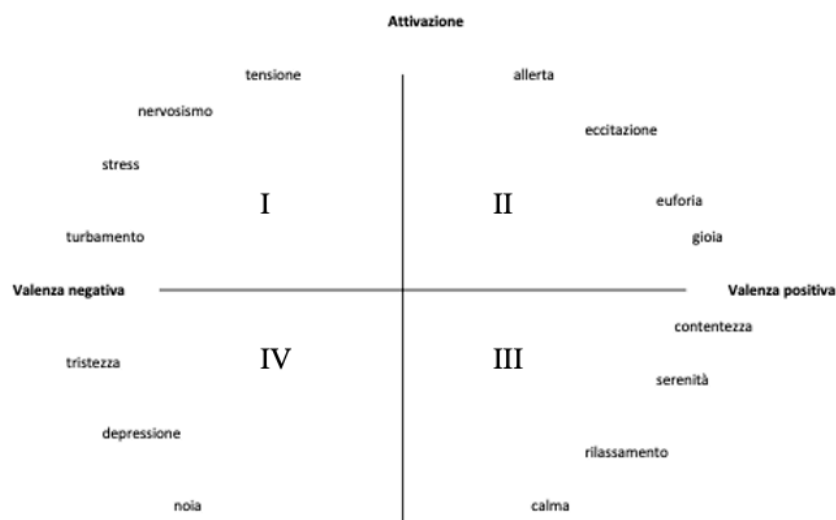 Attivazione
tensione
allerta
nervosismo
eccitazione
stress
I
II
euforia
turbamento
gioia
Valenza negativa
Valenza positiva
contentezza
tristezza
IV
III
serenità
depressione
rilassamento
noia
calma